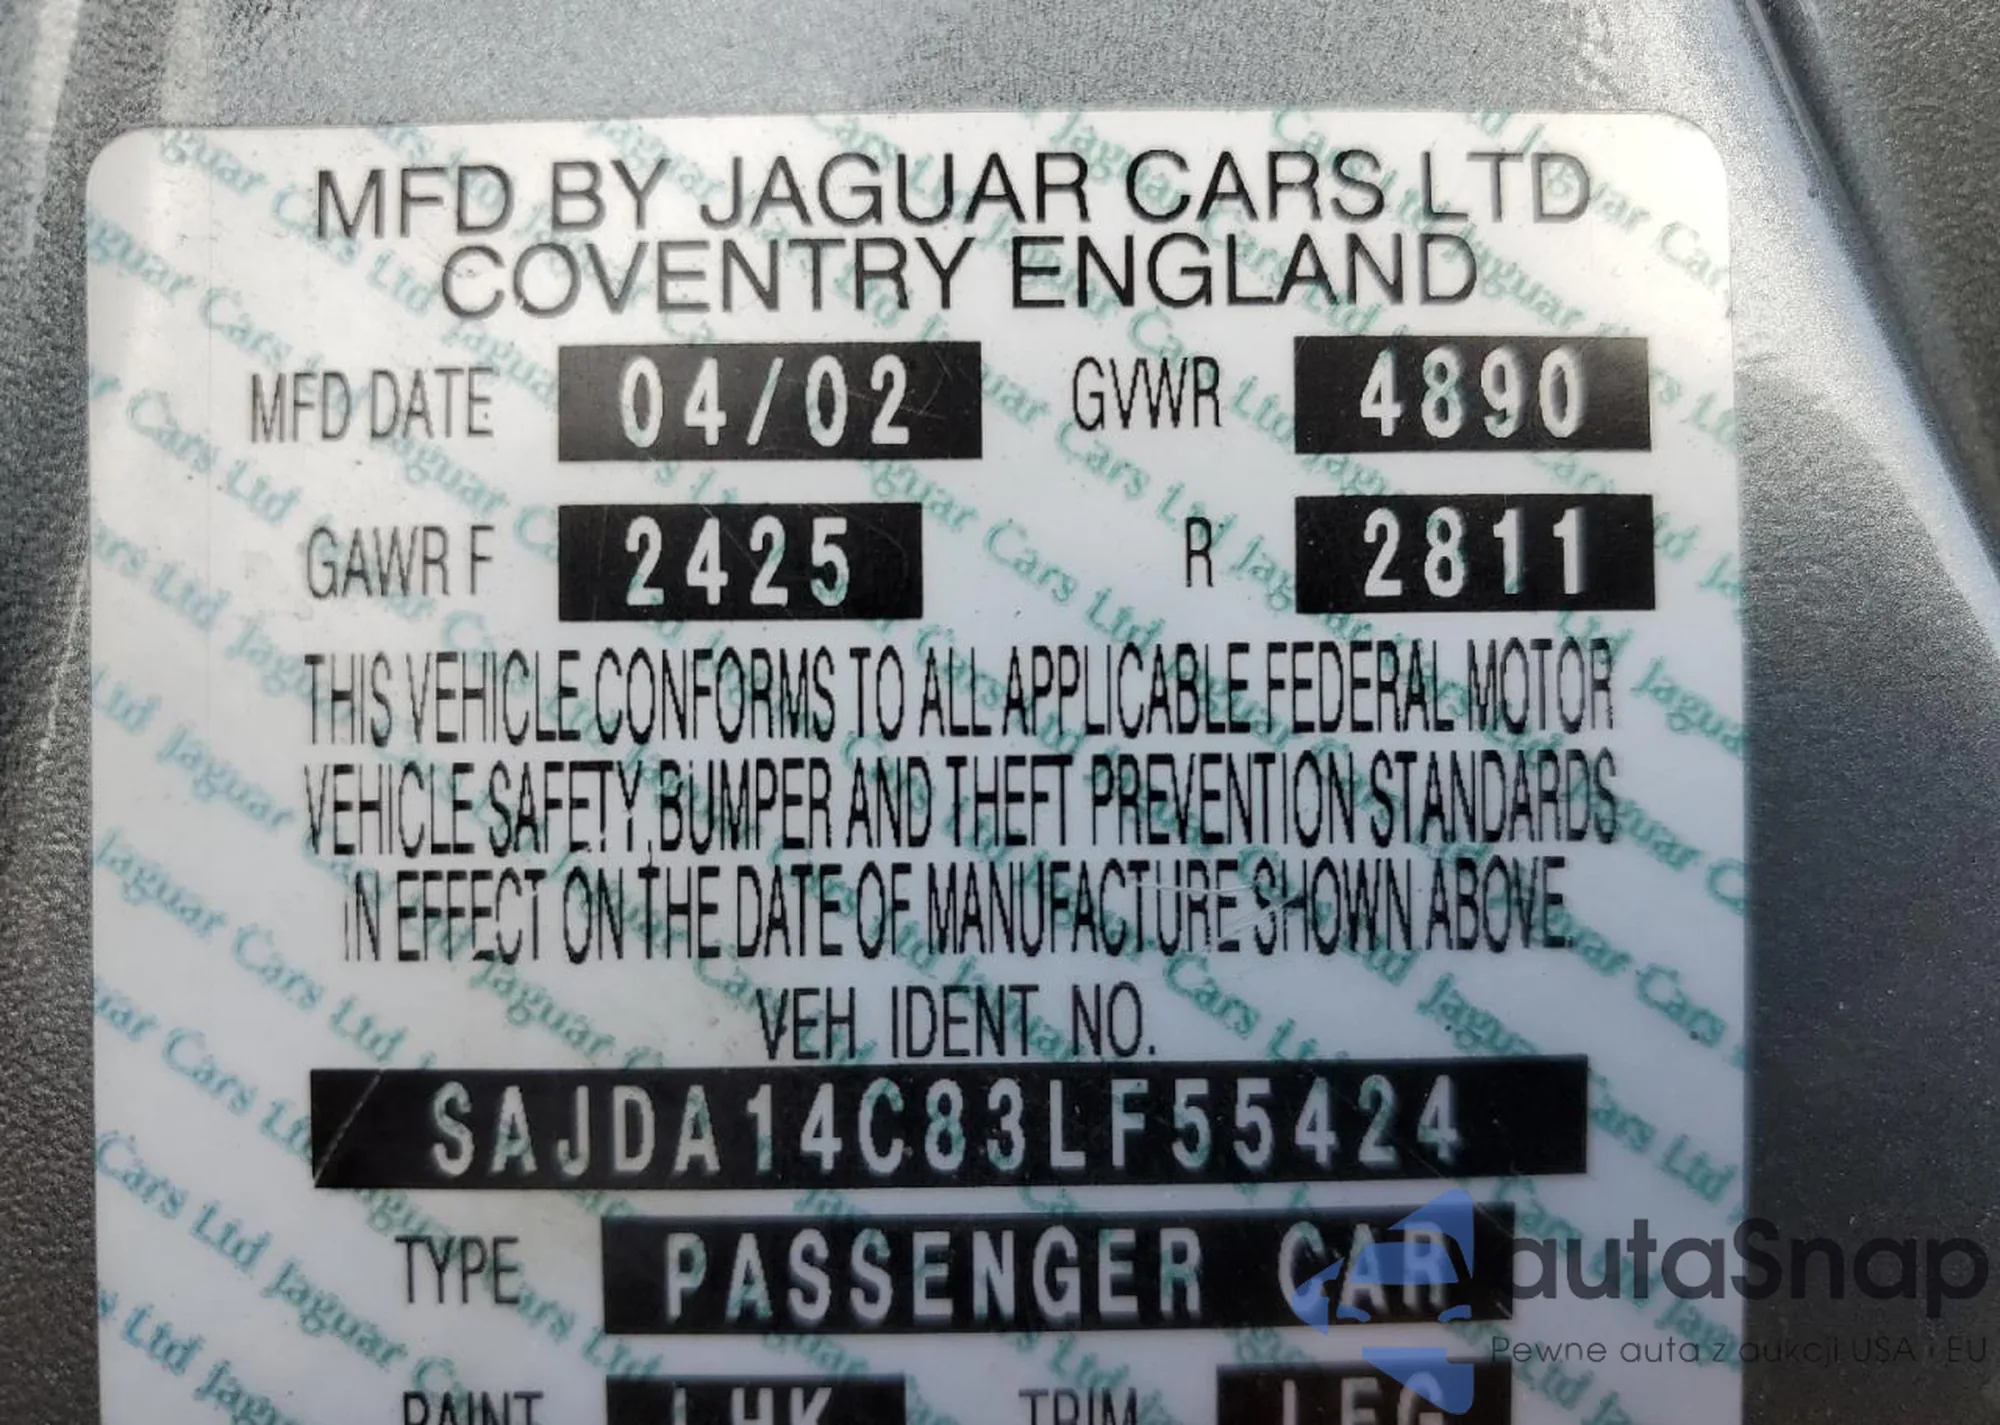 MFD BY JAGUAR CARS LTD
COVENTRY ENGLAND
MFD DATE 04/02 GVWR 4890
GAWR F 2425 R 2811
THIS VEHICLE CONFORMS TO ALL APPLICABLE FEDERAL MOTOR
VEHICLE SAFETY, BUMPER AND THEFT PREVENTION STANDARDS
IN EFFECT ON THE DATE OF MANUFACTURE SHOWN ABOVE.
VEH IDENT NO.
SAJDA14C83LF55424
TYPE PASSENGER CAR
PAINT LHK TRIM
autaSnap
Pewne auta z aukcji USA i EU